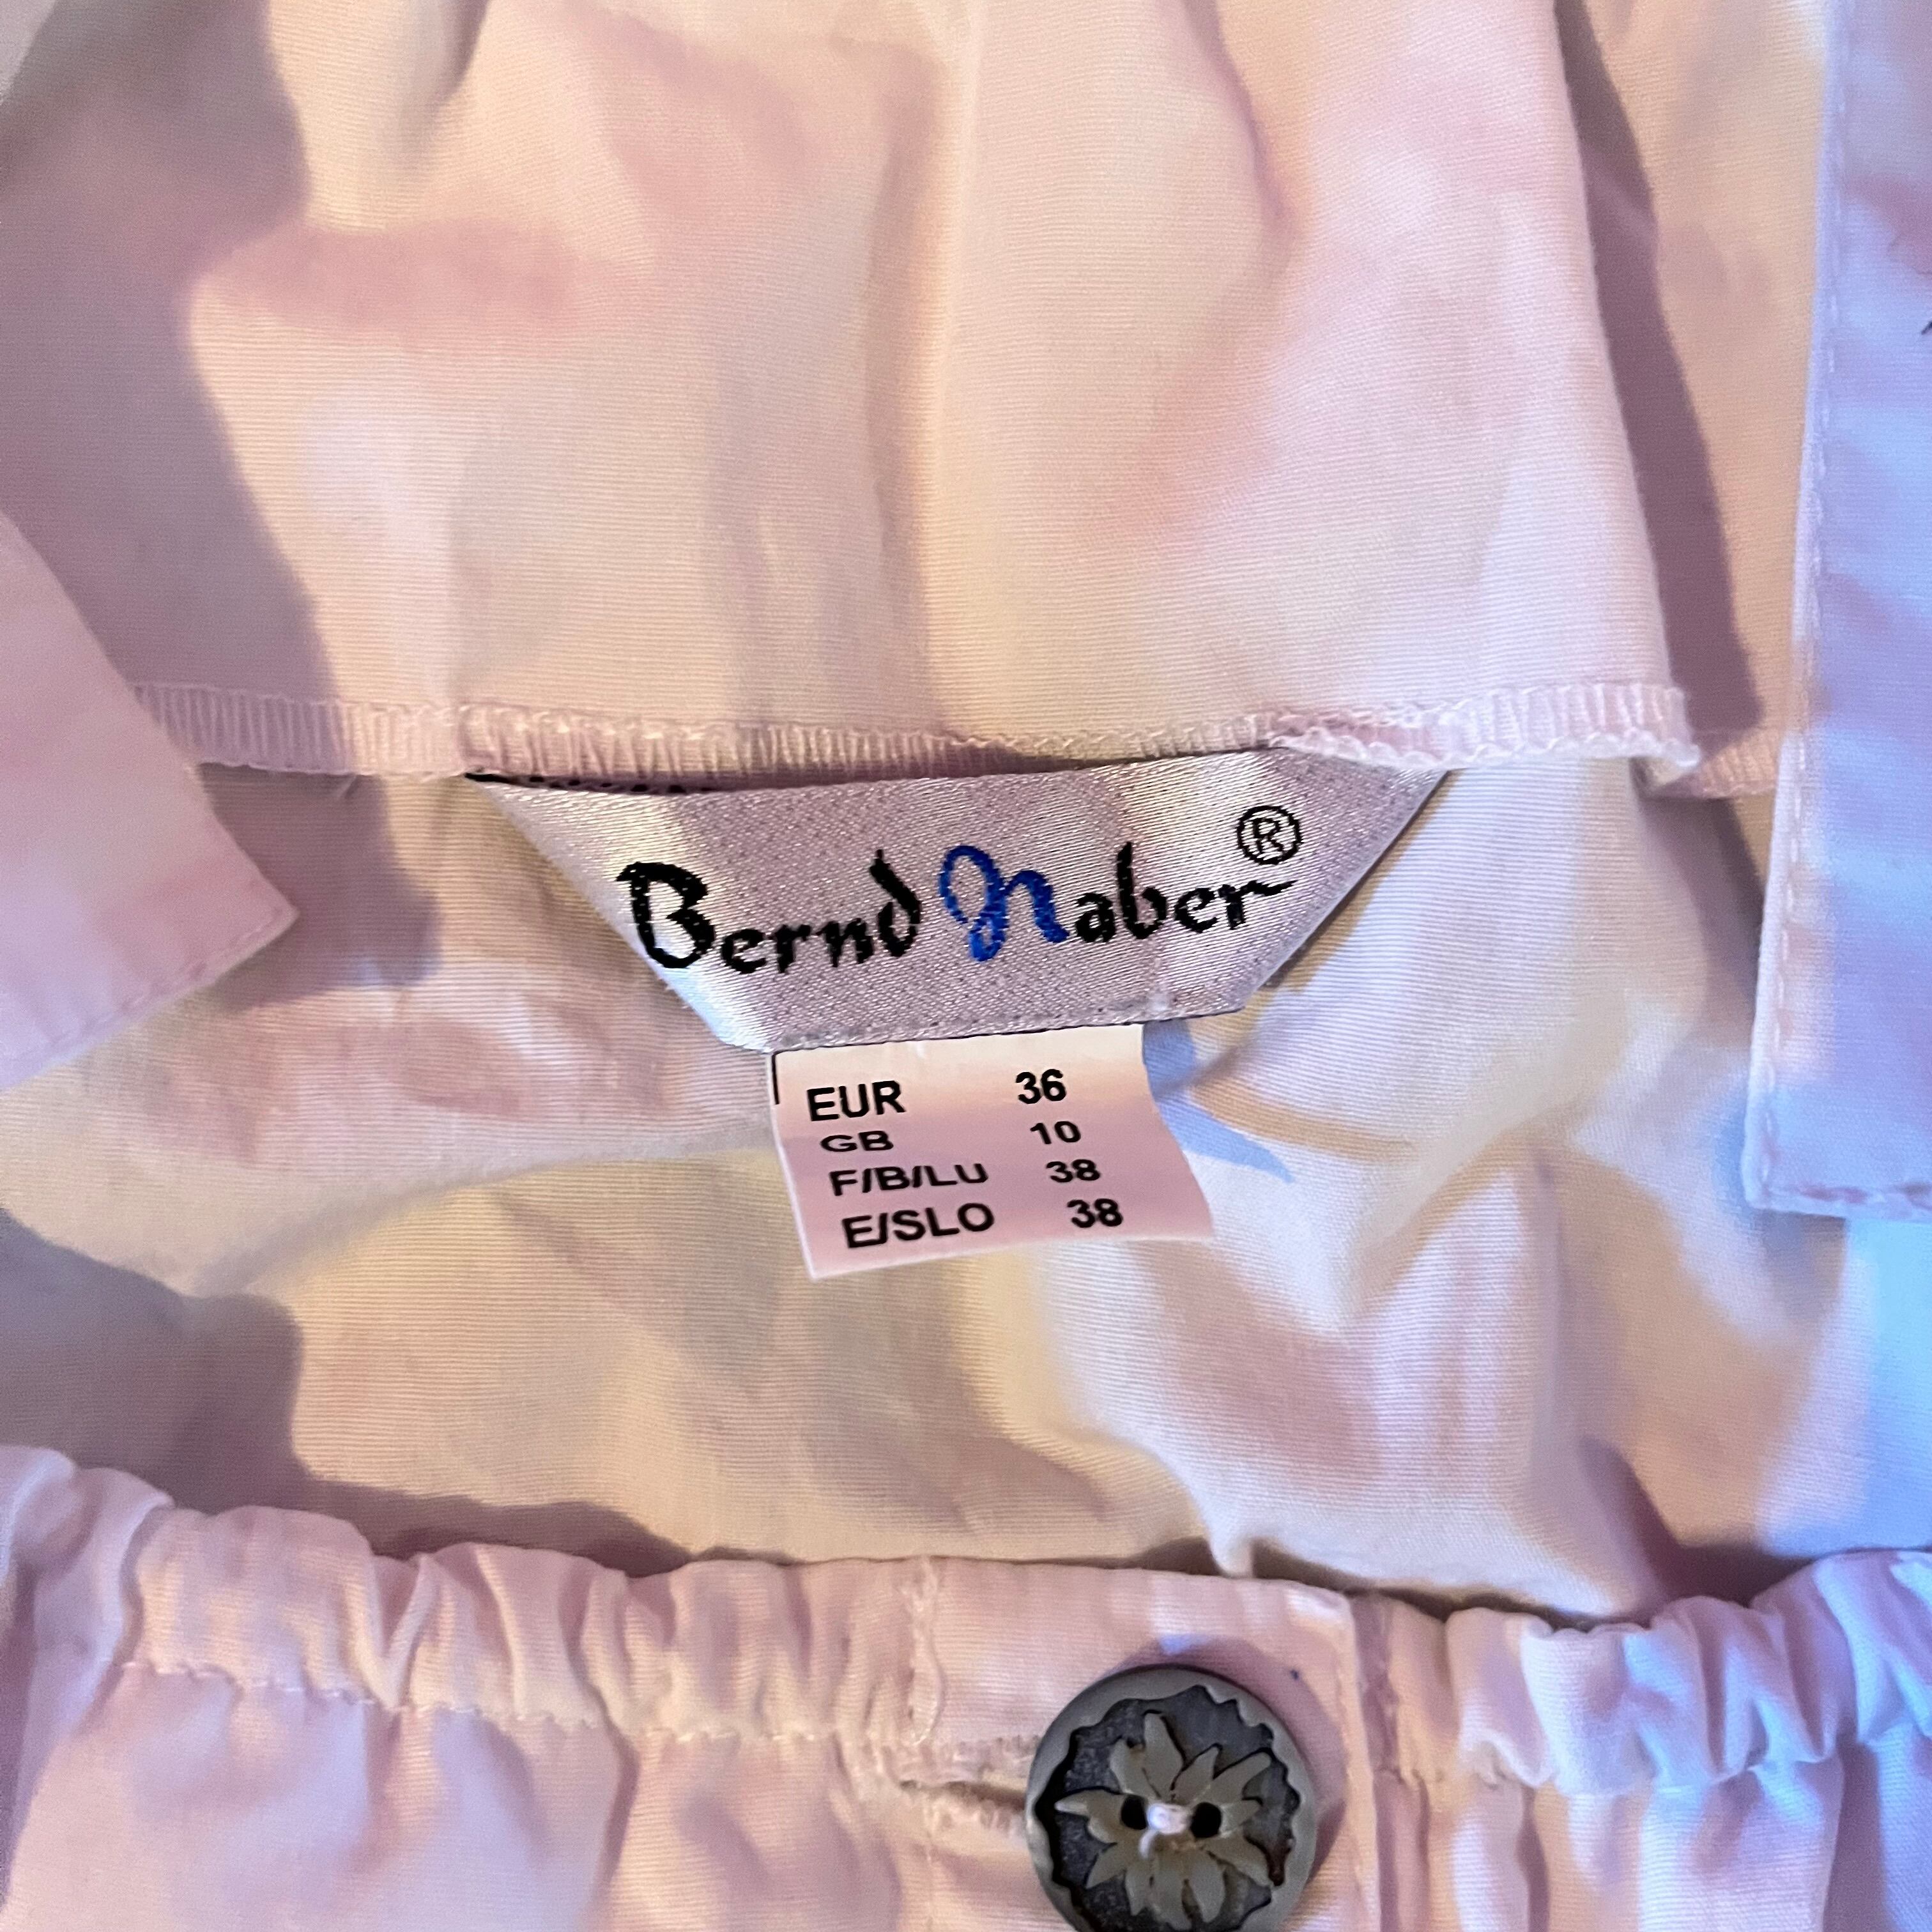 Bernd Naber®
EUR 36
GB 10
F/B/LU 38
E/SLO 38